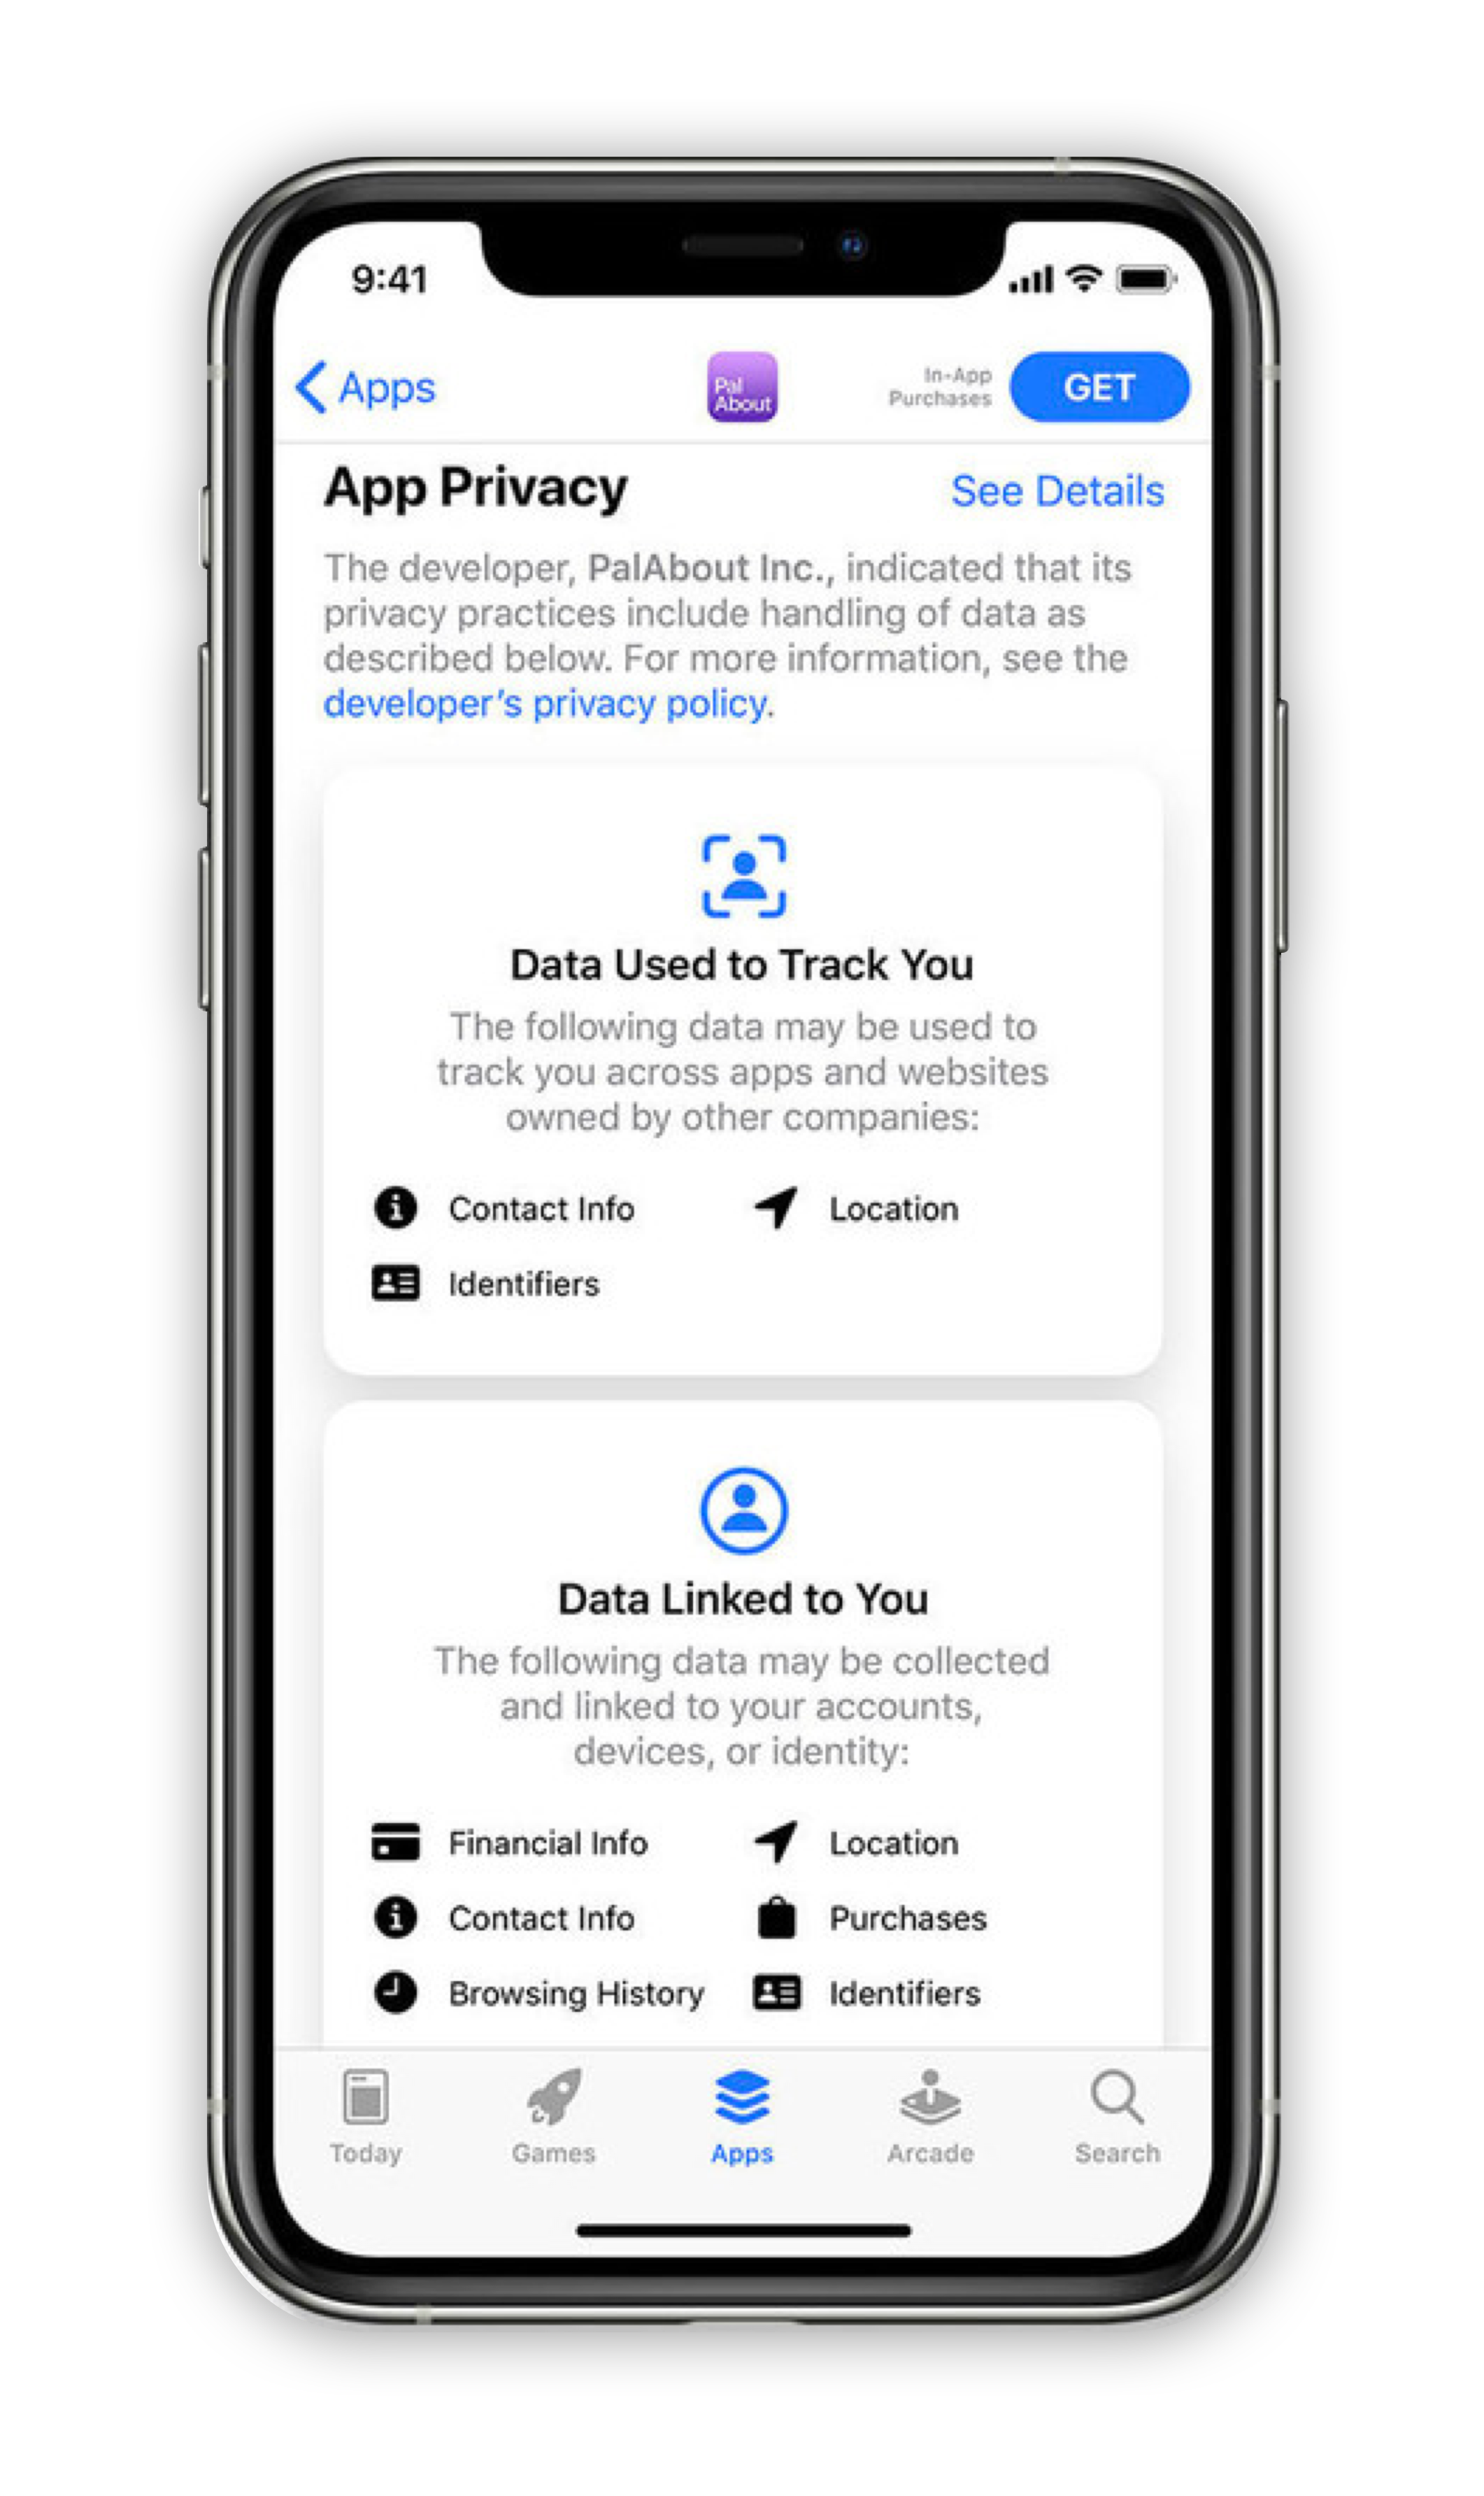 9:41
Apps
Pal
About
In-App
Purchases
GET
App Privacy
See Details
The developer, PalAbout Inc., indicated that its
privacy practices include handling of data as
described below. For more information, see the
developer's privacy policy.
Data Used to Track You
The following data may be used to
track you across apps and websites
owned by other companies:
Contact Info
Location
Identifiers
Data Linked to You
The following data may be collected
and linked to your accounts,
devices, or identity:
Financial Info
Location
Contact Info
Purchases
Browsing History
Identifiers
Today
Games
Apps
Arcade
Search